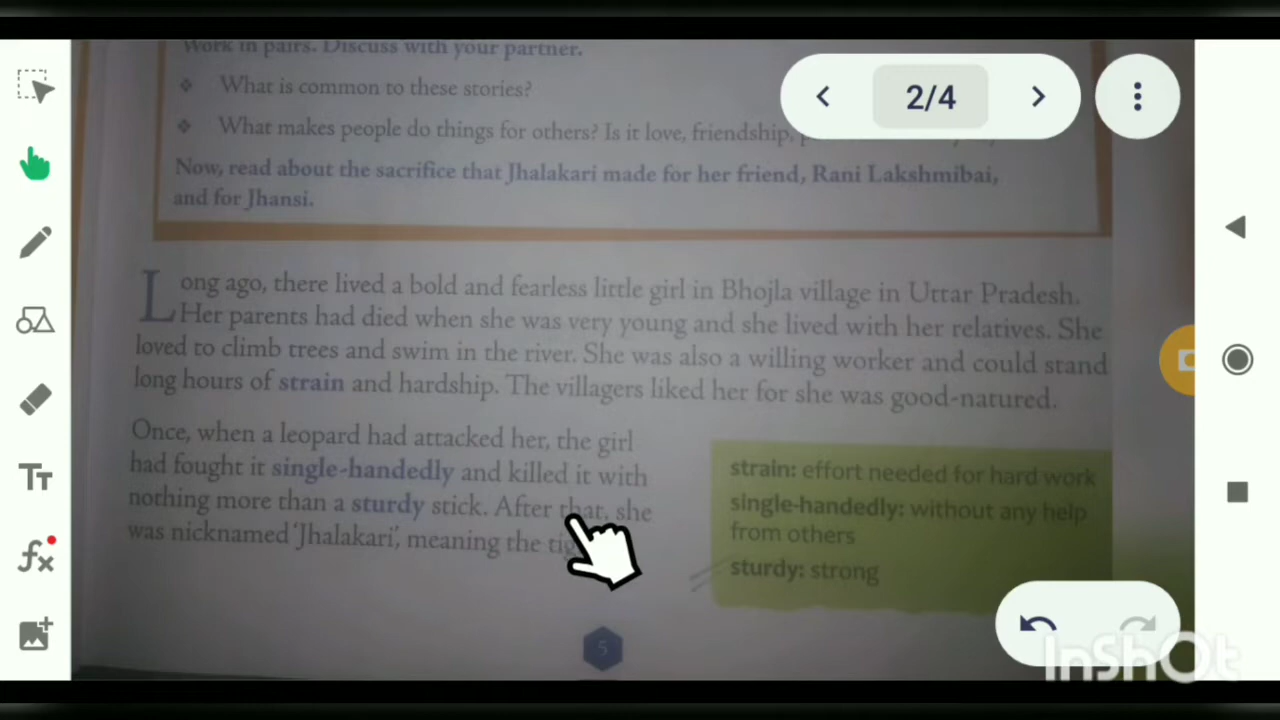 Work in pairs. Discuss with your partner.
❖ What is common to these stories?
❖ What makes people do things for others? Is it love, friendship,
Now, read about the sacrifice that Jhalakari made for her friend, Rani Lakshmibai,
and for Jhansi.
Long ago, there lived a bold and fearless little girl in Bhojla village in Uttar Pradesh.
Her parents had died when she was very young and she lived with her relatives. She
loved to climb trees and swim in the river. She was also a willing worker and could stand
long hours of strain and hardship. The villagers liked her for she was good-natured.
Once, when a leopard had attacked her, the girl
had fought it single-handedly and killed it with
nothing more than a sturdy stick. After that, she
was nicknamed 'Jhalakari', meaning the
strain: effort needed for hard work
single-handedly: without any help
from others
sturdy: strong
5
2/4
Tт
fx
InShOt